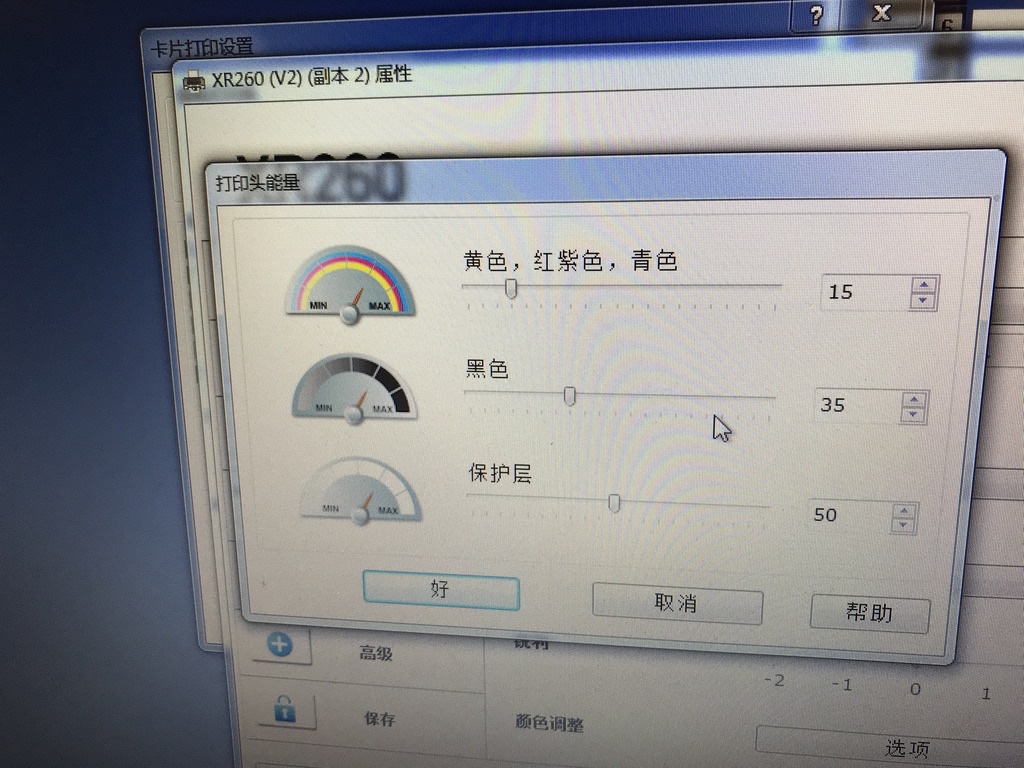 卡片打印设置
XR260 (V2) (副本 2) 属性
XR260
打印头能量
黄色，红紫色，青色
MIN MAX
15
黑色
MIN MAX
35
保护层
MIN MAX
50
好
取消
帮助
高级
锐利
-2 -1 0 1
保存
颜色调整
选项